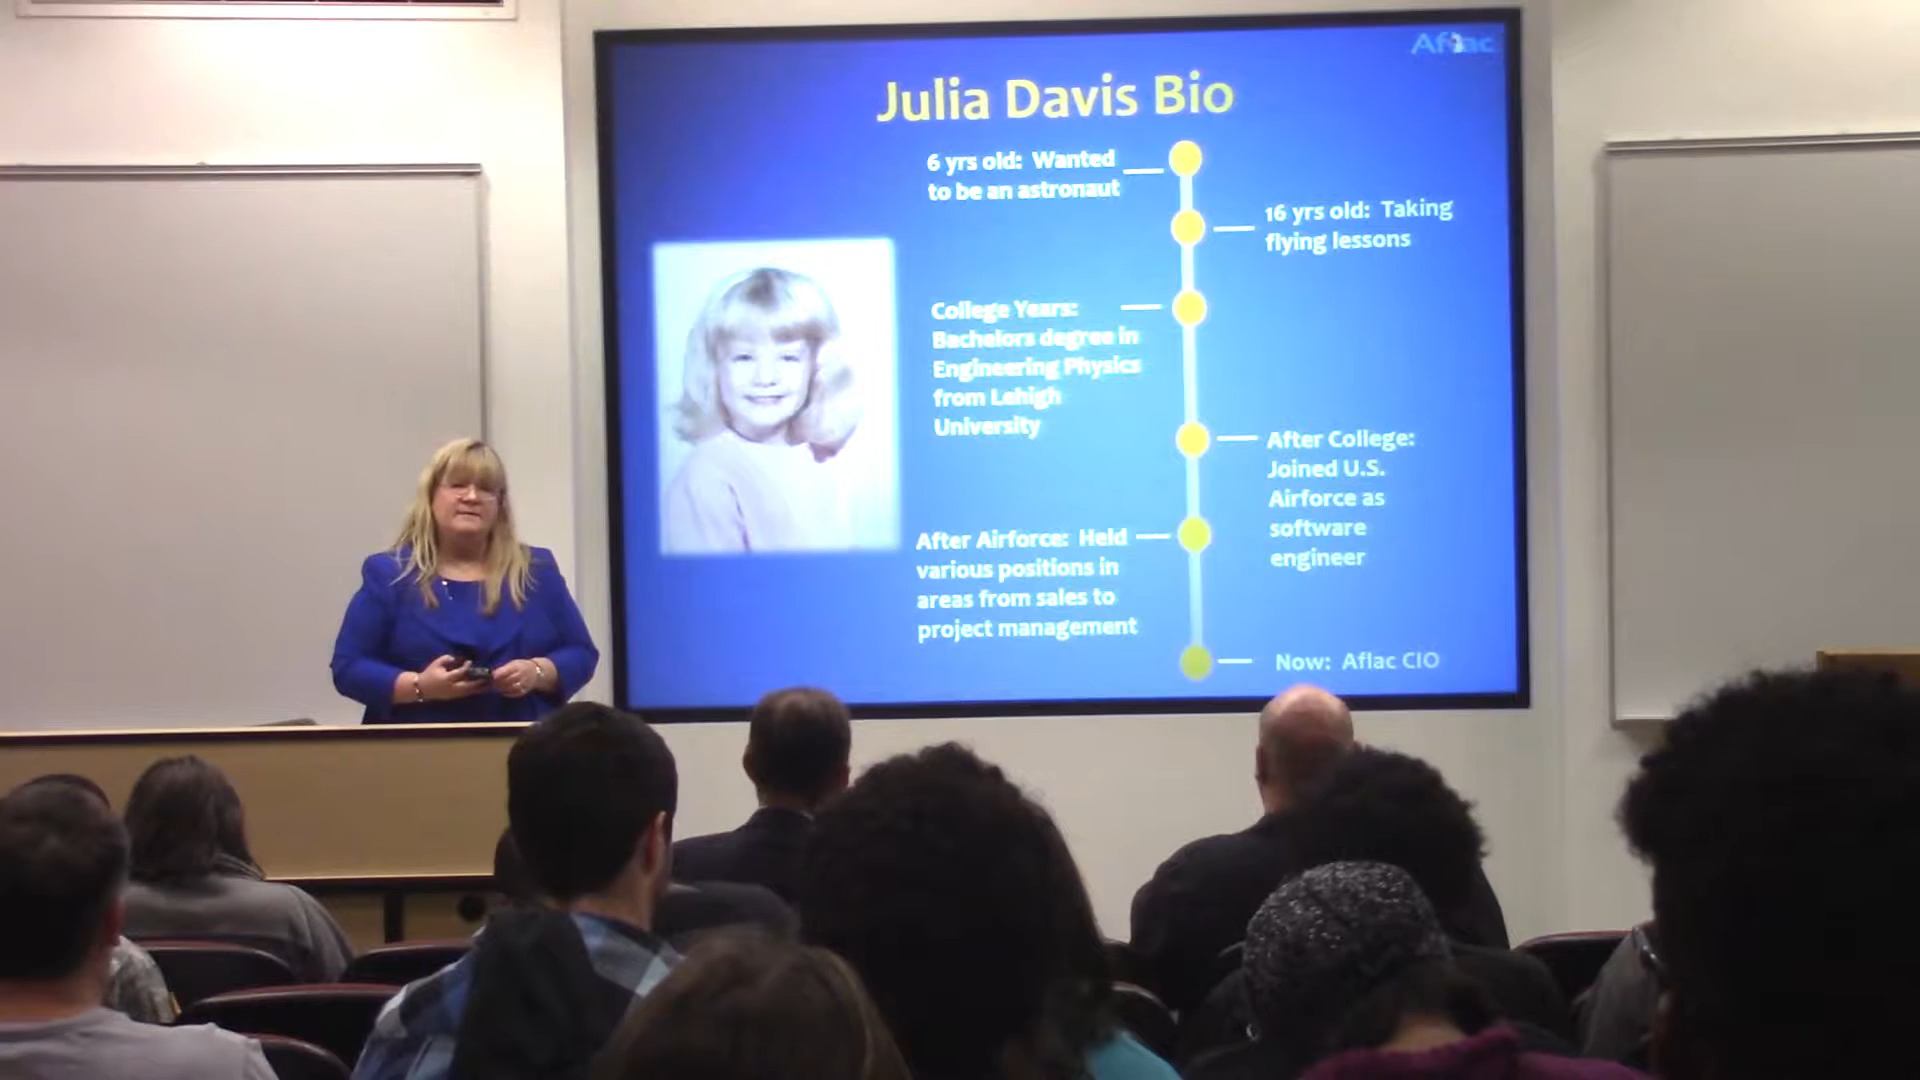 Aflac
Julia Davis Bio
6 yrs old: Wanted
to be an astronaut
16 yrs old: Taking
flying lessons
College Years:
Bachelors degree in
Engineering Physics
from Lehigh
University
After College:
Joined U.S.
Airforce as
software
engineer
After Airforce: Held
various positions in
areas from sales to
project management
Now: Aflac CIO